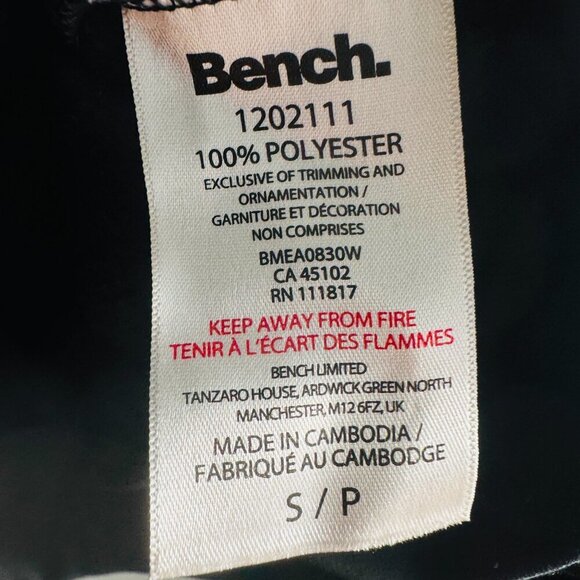 Bench.
1202111
100% POLYESTER
EXCLUSIVE OF TRIMMING AND
ORNAMENTATION /
GARNITURE ET DÉCORATION
NON COMPRISES
BMEA0830W
CA 45102
RN 111817
KEEP AWAY FROM FIRE
TENIR À L'ÉCART DES FLAMMES
BENCH LIMITED
TANZARO HOUSE, ARDWICK GREEN NORTH
MANCHESTER, M12 6FZ, UK
MADE IN CAMBODIA /
FABRIQUÉ AU CAMBODGE
S / P